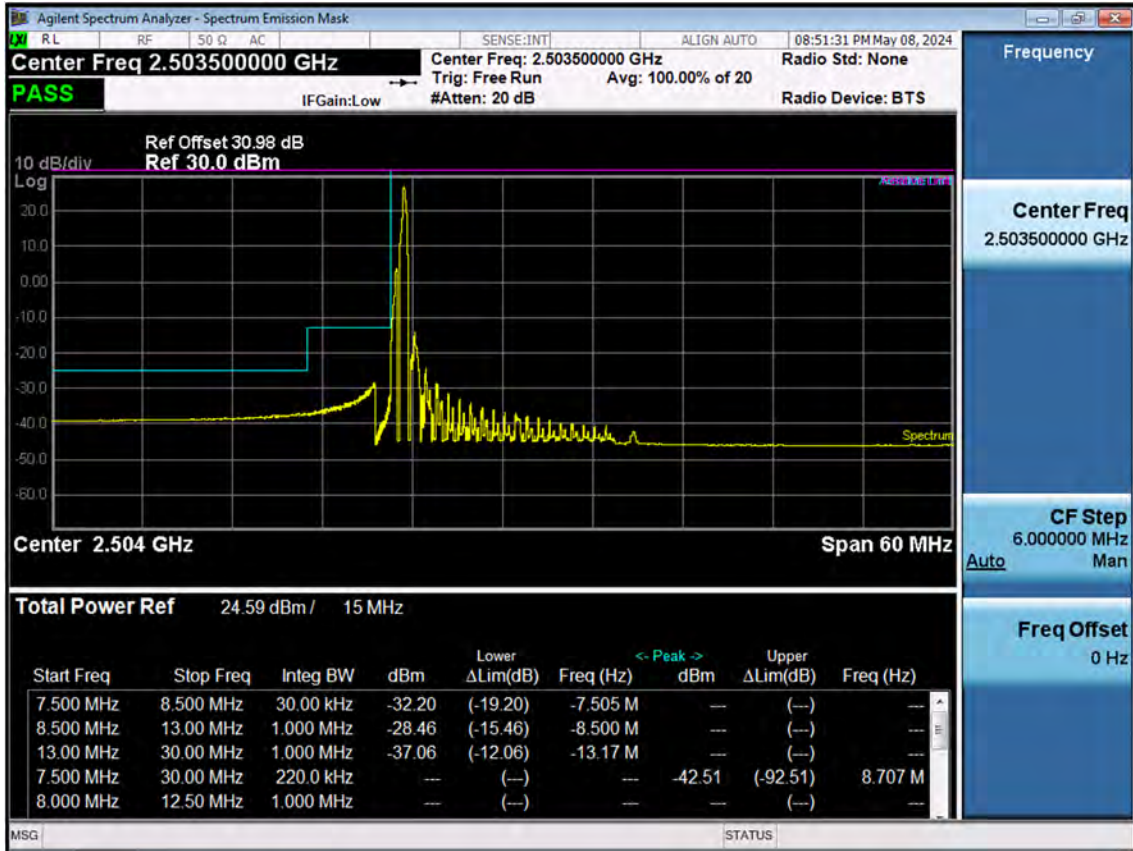 Agilent Spectrum Analyzer - Spectrum Emission Mask
LXI RL RF 50 Ω AC SENSE:INT ALIGN AUTO 08:51:31 PM May 08, 2024
Center Freq 2.503500000 GHz Center Freq: 2.503500000 GHz Radio Std: None
Trig: Free Run Avg: 100.00% of 20
PASS IFGain:Low #Atten: 20 dB Radio Device: BTS
Ref Offset 30.98 dB
10 dB/div Ref 30.0 dBm
Log
Absolute Limit
20.0
10.0
0.00
-10.0
-20.0
-30.0
-40.0
Spectrum
-50.0
-60.0
Center 2.504 GHz Span 60 MHz
Total Power Ref 24.59 dBm / 15 MHz
Lower <- Peak -> Upper
Start Freq Stop Freq Integ BW dBm ΔLim(dB) Freq (Hz) dBm ΔLim(dB) Freq (Hz)
7.500 MHz 8.500 MHz 30.00 kHz -32.20 (-19.20) -7.505 M --- (---) ---
8.500 MHz 13.00 MHz 1.000 MHz -28.46 (-15.46) -8.500 M --- (---) ---
13.00 MHz 30.00 MHz 1.000 MHz -37.06 (-12.06) -13.17 M --- (---) ---
7.500 MHz 30.00 MHz 220.0 kHz --- (---) --- -42.51 (-92.51) 8.707 M
8.000 MHz 12.50 MHz 1.000 MHz --- (---) --- --- (---) ---
MSG STATUS
Frequency
Center Freq
2.503500000 GHz
CF Step
6.000000 MHz
Auto Man
Freq Offset
0 Hz